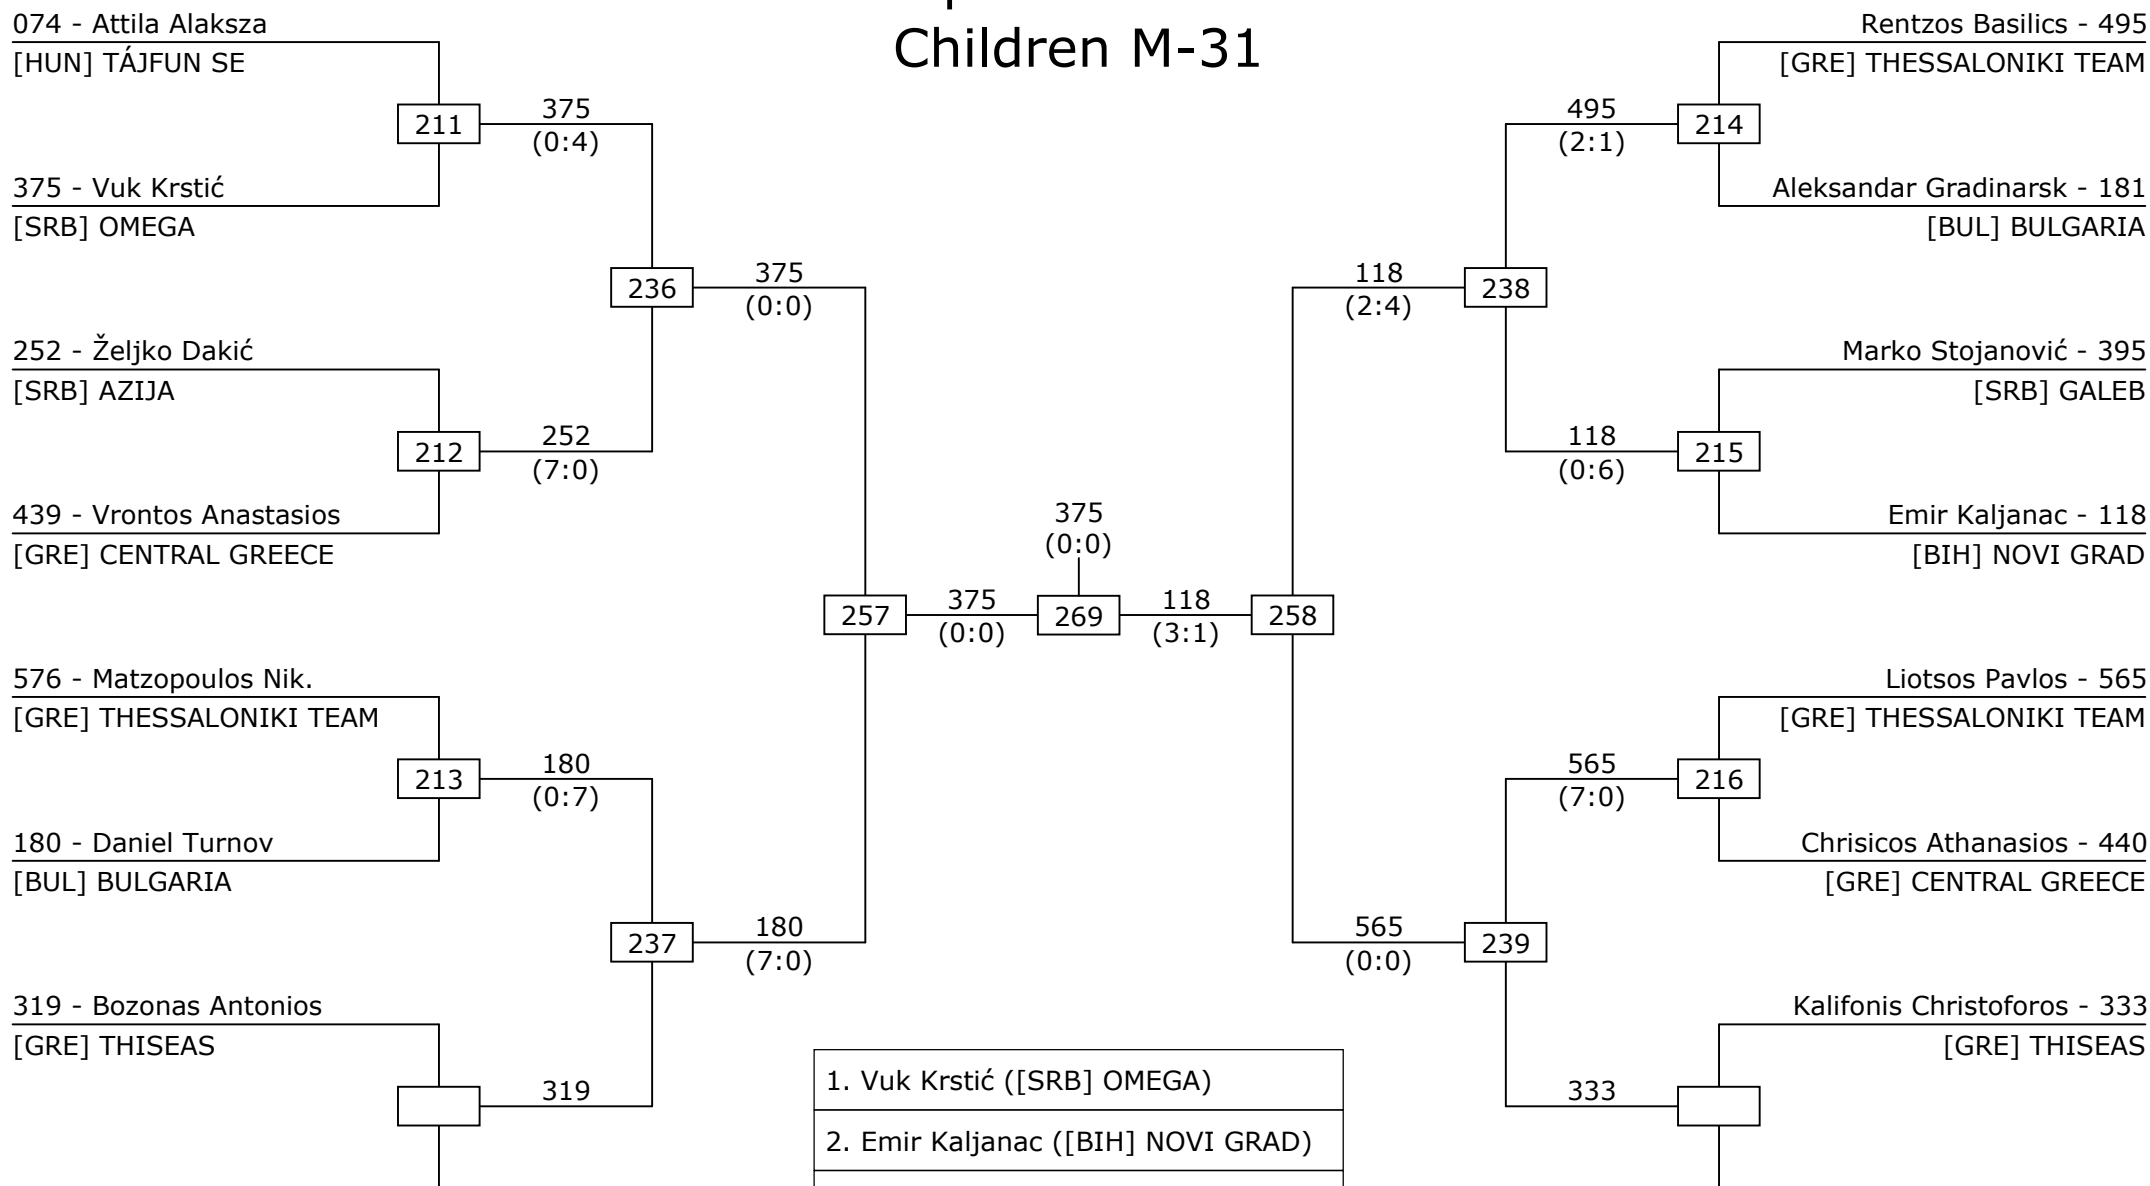 Children M-31
074 - Attila Alaksza
[HUN] TÁJFUN SE
211
375
(0:4)
375 - Vuk Krstić
[SRB] OMEGA
236
375
(0:0)
252 - Željko Dakić
[SRB] AZIJA
212
252
(7:0)
439 - Vrontos Anastasios
[GRE] CENTRAL GREECE
257
375
(0:0)
576 - Matzopoulos Nik.
[GRE] THESSALONIKI TEAM
213
180
(0:7)
180 - Daniel Turnov
[BUL] BULGARIA
237
180
(7:0)
319 - Bozonas Antonios
[GRE] THISEAS
319
375
(0:0)
269
Rentzos Basilics - 495
[GRE] THESSALONIKI TEAM
495
(2:1)
214
Aleksandar Gradinarsk - 181
[BUL] BULGARIA
118
(2:4)
238
Marko Stojanović - 395
[SRB] GALEB
118
(0:6)
215
Emir Kaljanac - 118
[BIH] NOVI GRAD
118
(3:1)
258
Liotsos Pavlos - 565
[GRE] THESSALONIKI TEAM
565
(7:0)
216
Chrisicos Athanasios - 440
[GRE] CENTRAL GREECE
565
(0:0)
239
Kalifonis Christoforos - 333
[GRE] THISEAS
333
1. Vuk Krstić ([SRB] OMEGA)
2. Emir Kaljanac ([BIH] NOVI GRAD)